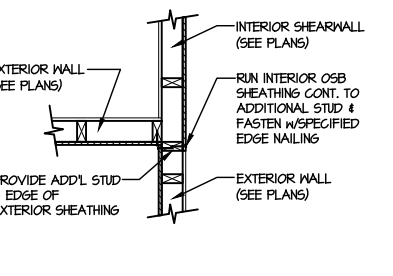 INTERIOR SHEARWALL
(SEE PLANS)
XTERIOR WALL
EE PLANS)
RUN INTERIOR OSB
SHEATHING CONT. TO
ADDITIONAL STUD &
FASTEN w/SPECIFIED
EDGE NAILING
ROVIDE ADD'L STUD
EDGE OF
XTERIOR SHEATHING
EXTERIOR WALL
(SEE PLANS)